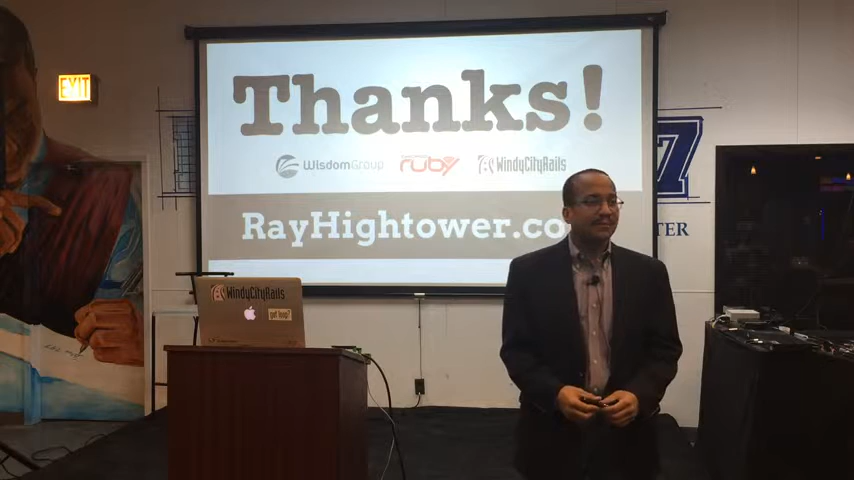 EXIT
Thanks!
WisdomGroup ruby WindyCityRails
RayHightower.co
7
TER
WindyCityRails
got loop?